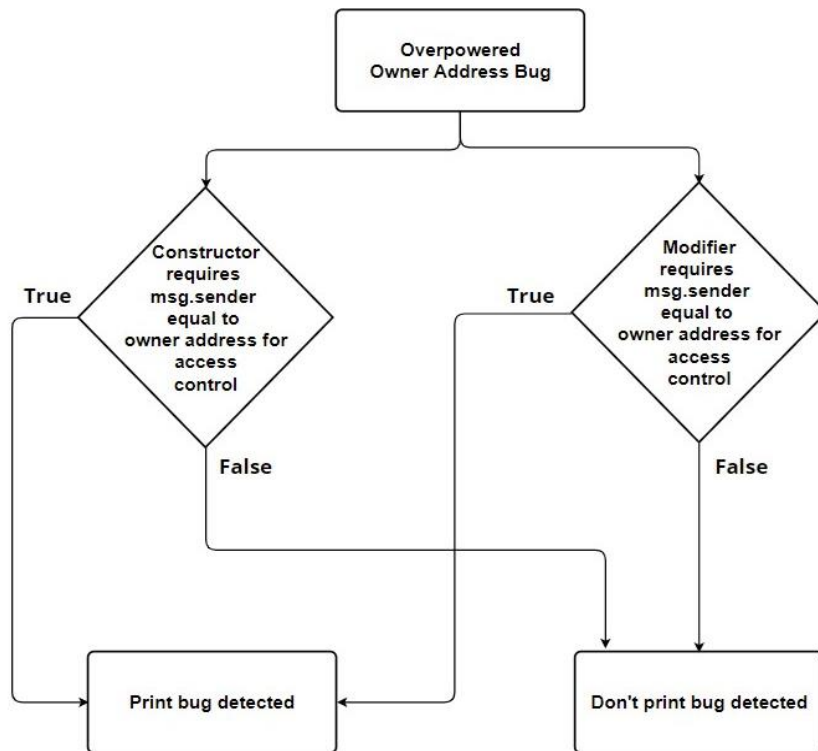 Overpowered
Owner Address Bug
Constructor
requires
msg.sender
equal to
owner address for
access
control
True
False
Modifier
requires
msg.sender
equal to
owner address for
access
control
True
False
Print bug detected
Don't print bug detected